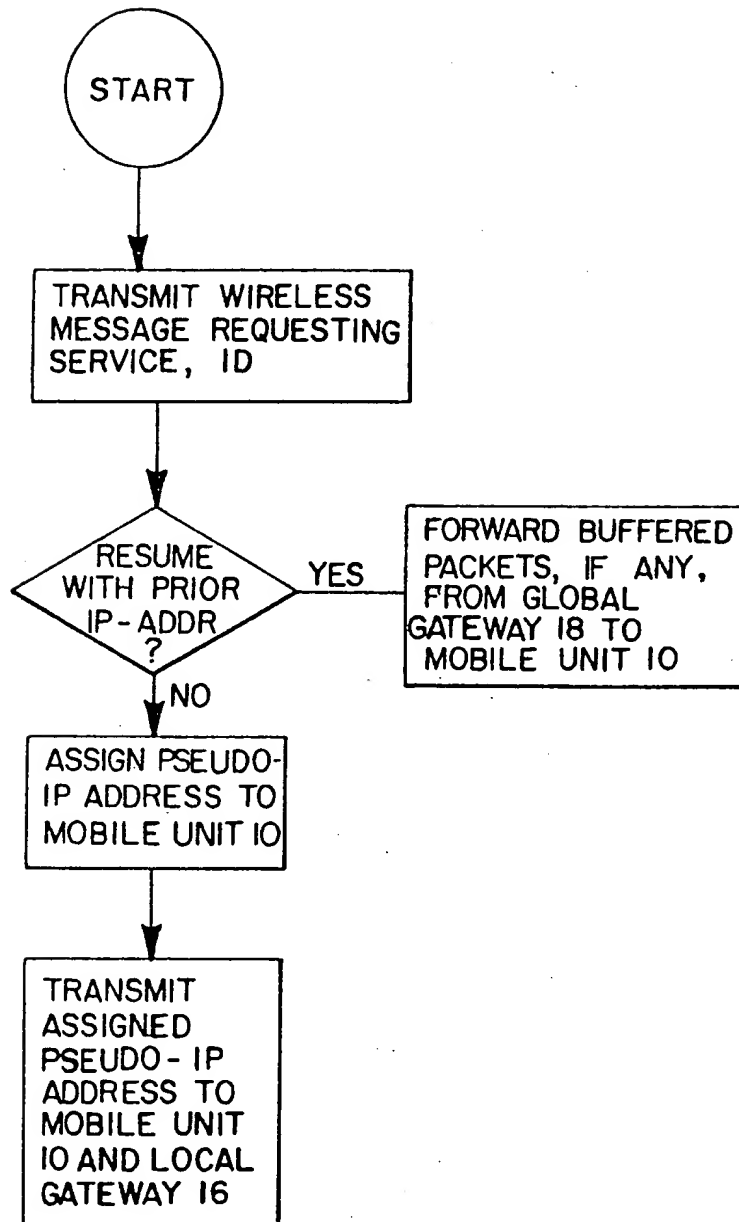 START
TRANSMIT WIRELESS
MESSAGE REQUESTING
SERVICE, ID
RESUME
WITH PRIOR
IP-ADDR
?
YES
FORWARD BUFFERED
PACKETS, IF ANY,
FROM GLOBAL
GATEWAY 18 TO
MOBILE UNIT 10
NO
ASSIGN PSEUDO-
IP ADDRESS TO
MOBILE UNIT 10
TRANSMIT
ASSIGNED
PSEUDO-IP
ADDRESS TO
MOBILE UNIT
10 AND LOCAL
GATEWAY 16